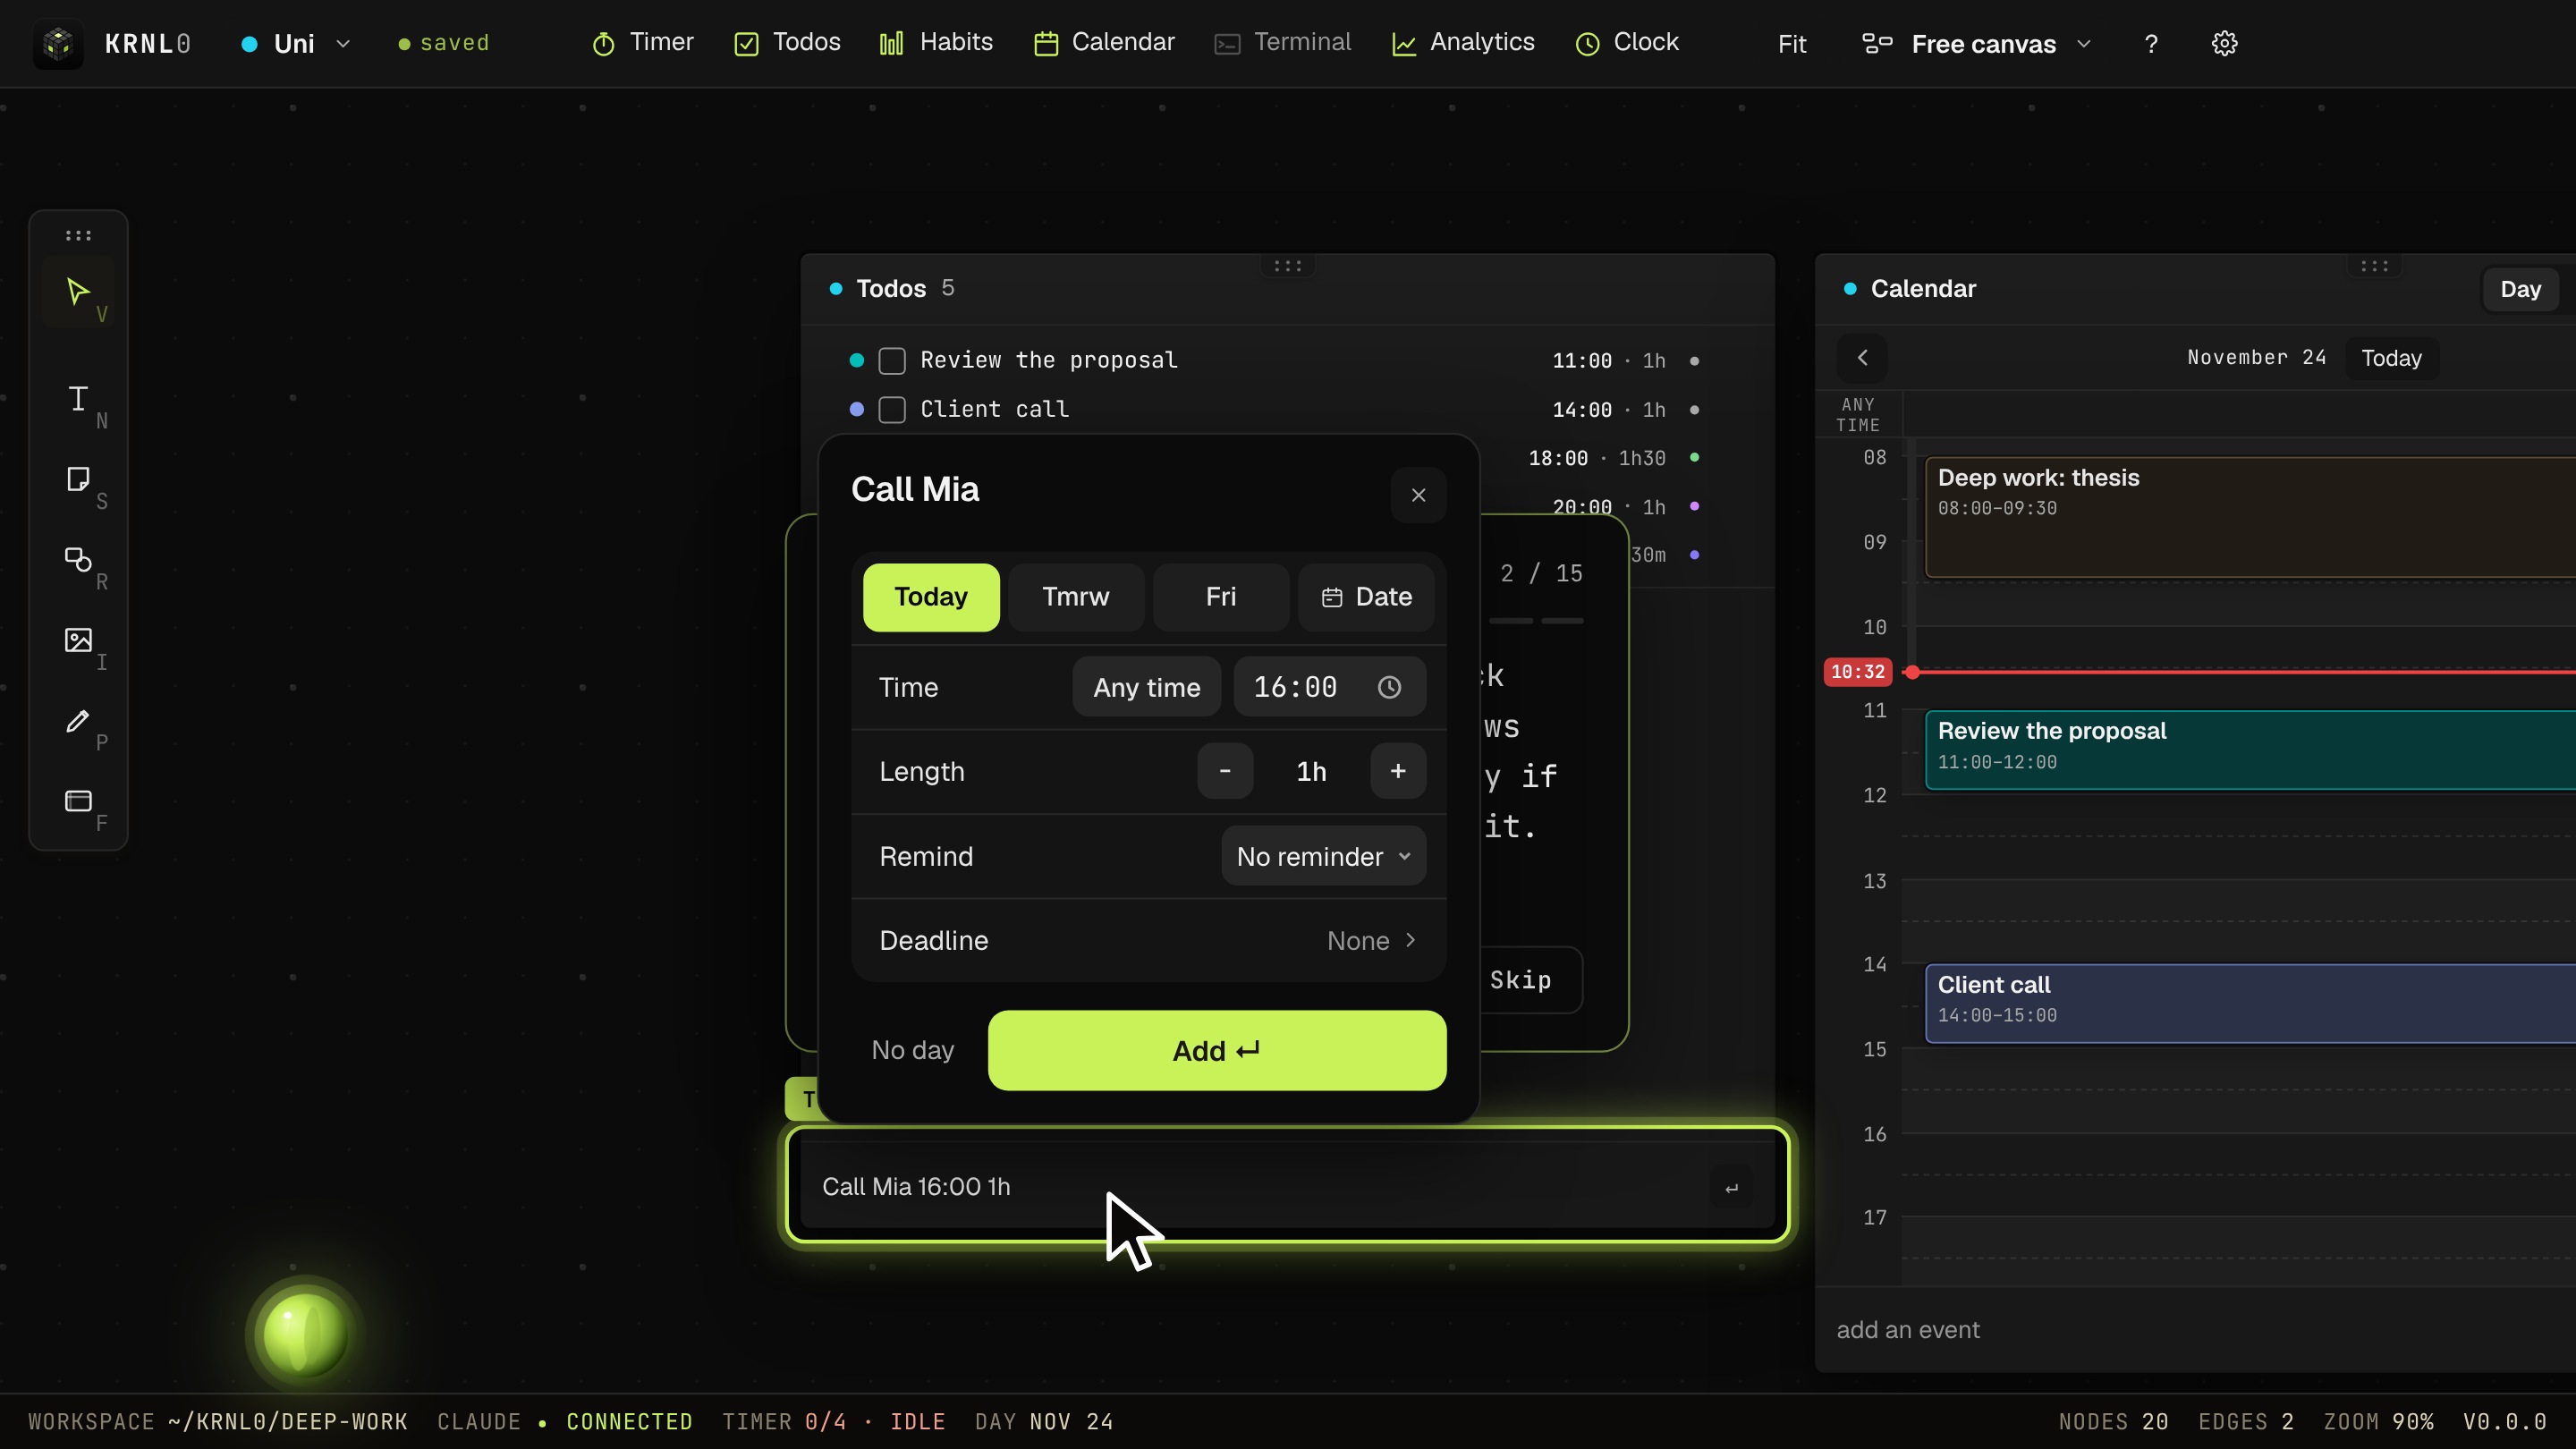 KRNL0 Uni saved Timer Todos Habits Calendar Terminal Analytics Clock Fit Free canvas ?
V
N
S
R
I
P
F
Todos 5
Review the proposal 11:00 · 1h
Client call 14:00 · 1h
18:00 · 1h30
20:00 · 1h
30m
2 / 15
ws
y if
it.
Skip
Call Mia
Today Tmrw Fri Date
Time Any time 16:00
Length - 1h +
Remind No reminder
Deadline None
No day Add
T
Call Mia 16:00 1h
Calendar Day
November 24 Today
ANY
TIME
08
Deep work: thesis
08:00–09:30
09
10
10:32
11
Review the proposal
11:00–12:00
12
13
14
Client call
14:00–15:00
15
16
17
add an event
WORKSPACE ~/KRNL0/DEEP-WORK CLAUDE • CONNECTED TIMER 0/4 · IDLE DAY NOV 24 NODES 20 EDGES 2 ZOOM 90% V0.0.0